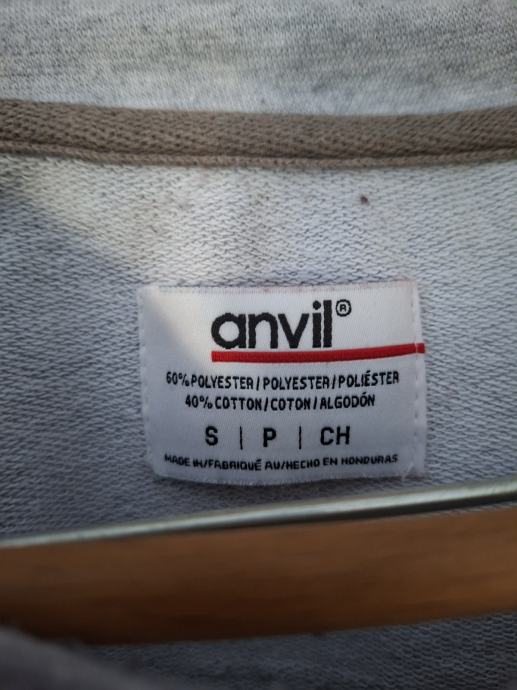 anvil®
60% POLYESTER / POLYESTER / POLIÉSTER
40% COTTON / COTON / ALGODÓN
S | P | CH
MADE IN/FABRIQUÉ AU/HECHO EN HONDURAS